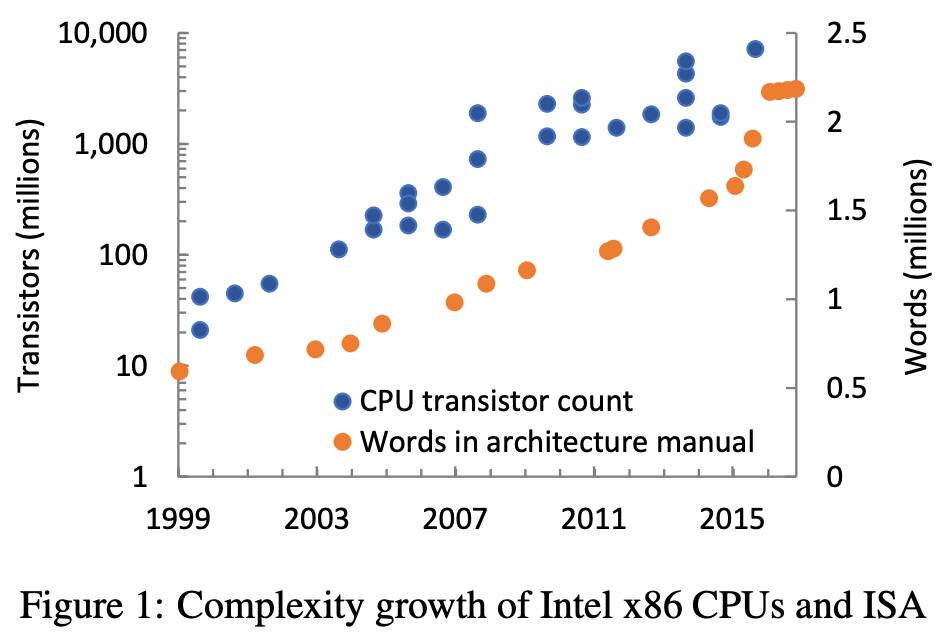 10,000
1,000
100
10
1
Transistors (millions)
2.5
2
1.5
1
0.5
0
Words (millions)
CPU transistor count
Words in architecture manual
1999 2003 2007 2011 2015
Figure 1: Complexity growth of Intel x86 CPUs and ISA